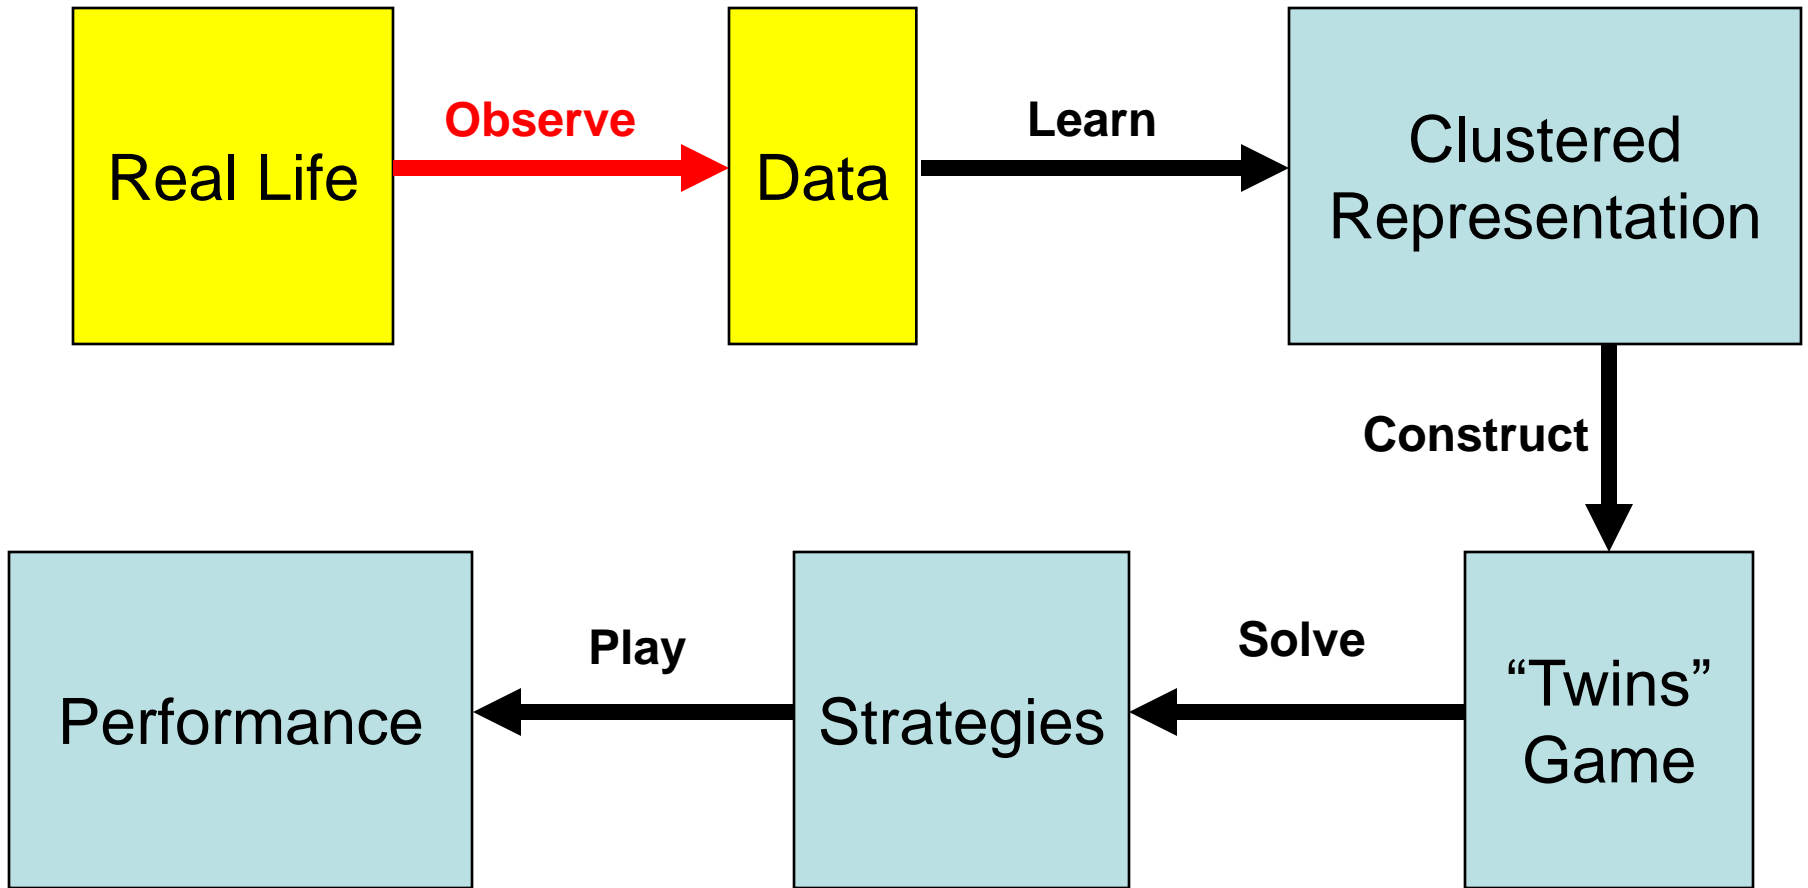 Real Life
Observe
Data
Learn
Clustered
Representation
Construct
“Twins”
Game
Solve
Strategies
Play
Performance